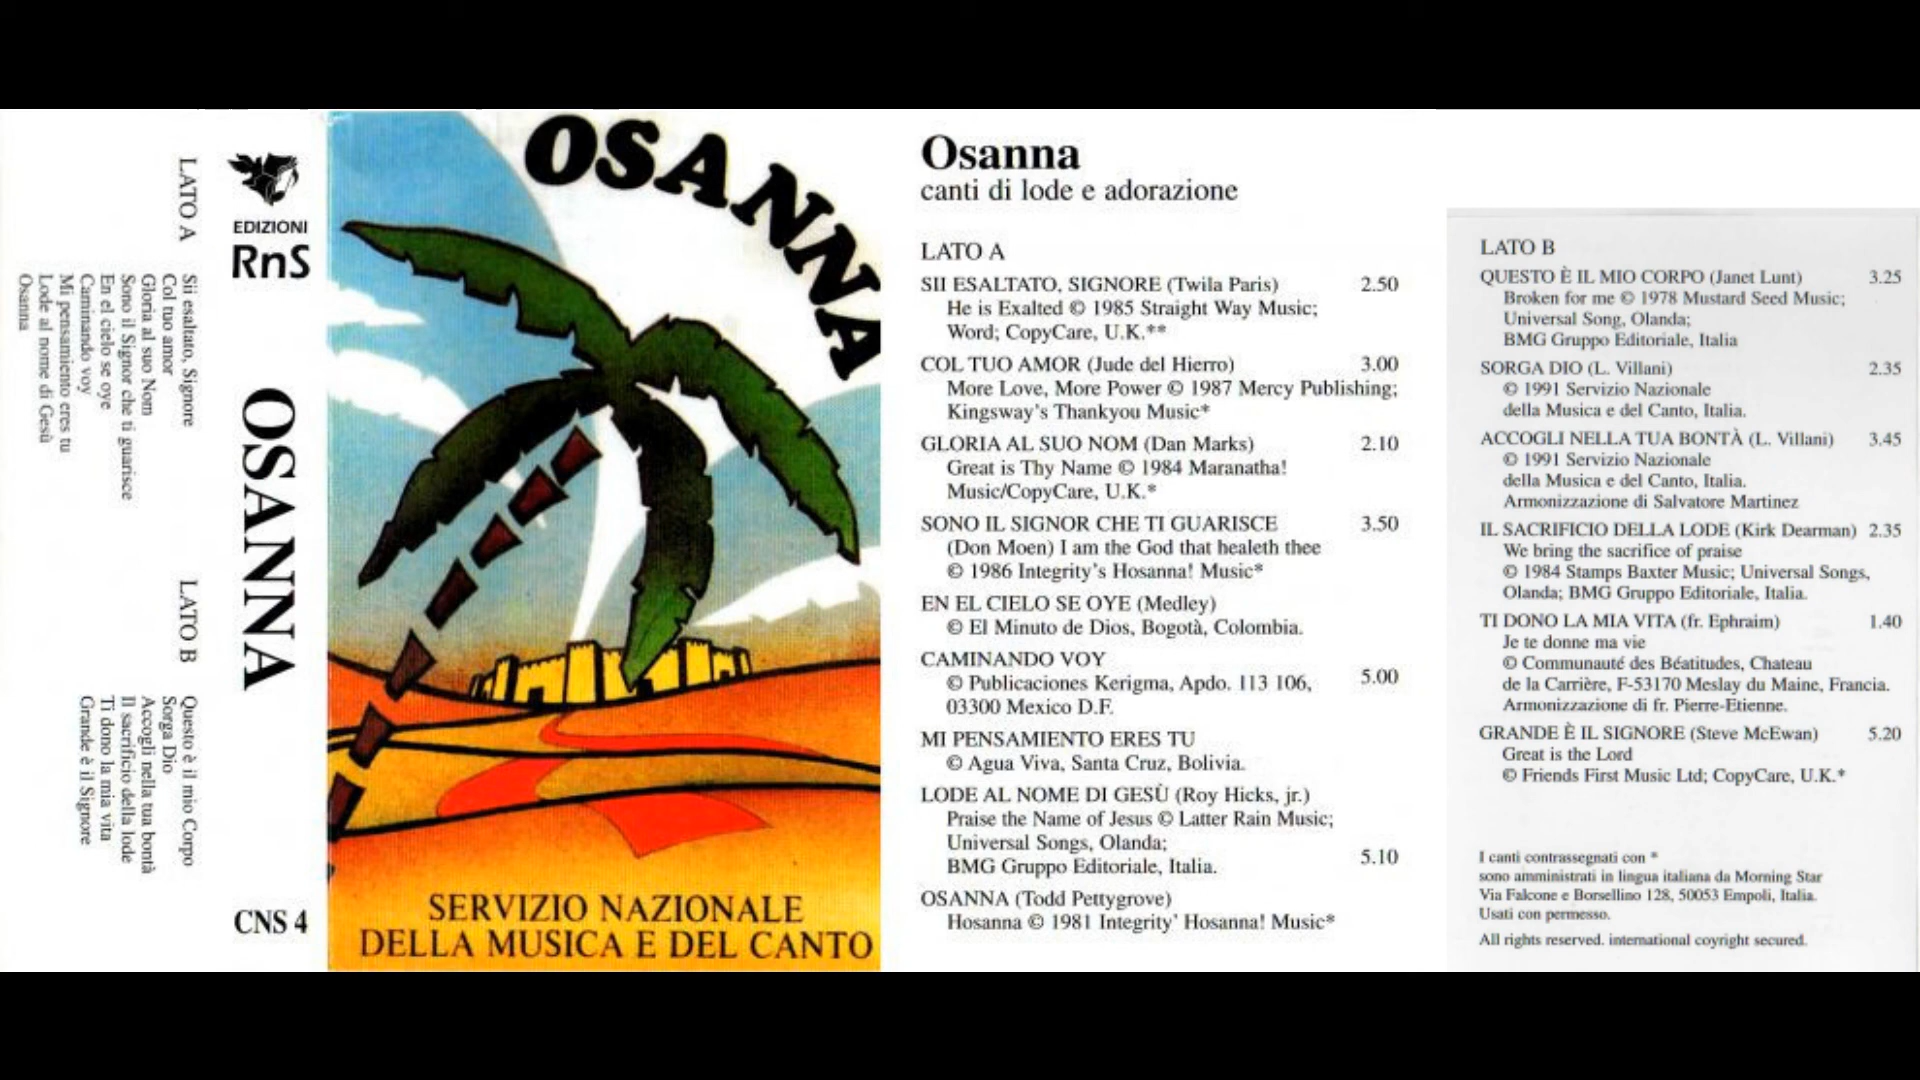 LATO A
Sii esaltato, Signore
Col tuo amor
Gloria al suo Nom
Sono il Signor che ti guarisce
En el cielo se oye
Caminando voy
Mi pensamiento eres tu
Lode al nome di Gesù
Osanna
LATO B
Questo è il mio Corpo
Sorga Dio
Accogli nella tua bontà
Il sacrificio della lode
Ti dono la mia vita
Grande è il Signore
EDIZIONI
RnS
OSANNA
CNS 4
OSANNA
SERVIZIO NAZIONALE
DELLA MUSICA E DEL CANTO
Osanna
canti di lode e adorazione
LATO A
SII ESALTATO, SIGNORE (Twila Paris) 2.50
He is Exalted © 1985 Straight Way Music;
Word; CopyCare, U.K.**
COL TUO AMOR (Jude del Hierro) 3.00
More Love, More Power © 1987 Mercy Publishing;
Kingsway's Thankyou Music*
GLORIA AL SUO NOM (Dan Marks) 2.10
Great is Thy Name © 1984 Maranatha!
Music/CopyCare, U.K.*
SONO IL SIGNOR CHE TI GUARISCE 3.50
(Don Moen) I am the God that healeth thee
© 1986 Integrity's Hosanna! Music*
EN EL CIELO SE OYE (Medley)
© El Minuto de Dios, Bogotà, Colombia.
CAMINANDO VOY
© Publicaciones Kerigma, Apdo. 113 106, 5.00
03300 Mexico D.F.
MI PENSAMIENTO ERES TU
© Agua Viva, Santa Cruz, Bolivia.
LODE AL NOME DI GESÙ (Roy Hicks, jr.)
Praise the Name of Jesus © Latter Rain Music;
Universal Songs, Olanda;
BMG Gruppo Editoriale, Italia. 5.10
OSANNA (Todd Pettygrove)
Hosanna © 1981 Integrity' Hosanna! Music*
LATO B
QUESTO È IL MIO CORPO (Janet Lunt) 3.25
Broken for me © 1978 Mustard Seed Music;
Universal Song, Olanda;
BMG Gruppo Editoriale, Italia
SORGA DIO (L. Villani) 2.35
© 1991 Servizio Nazionale
della Musica e del Canto, Italia.
ACCOGLI NELLA TUA BONTÀ (L. Villani) 3.45
© 1991 Servizio Nazionale
della Musica e del Canto, Italia.
Armonizzazione di Salvatore Martinez
IL SACRIFICIO DELLA LODE (Kirk Dearman) 2.35
We bring the sacrifice of praise
© 1984 Stamps Baxter Music; Universal Songs,
Olanda; BMG Gruppo Editoriale, Italia.
TI DONO LA MIA VITA (fr. Ephraim) 1.40
Je te donne ma vie
© Communauté des Béatitudes, Chateau
de la Carrière, F-53170 Meslay du Maine, Francia.
Armonizzazione di fr. Pierre-Etienne.
GRANDE È IL SIGNORE (Steve McEwan) 5.20
Great is the Lord
© Friends First Music Ltd; CopyCare, U.K.*
I canti contrassegnati con *
sono amministrati in lingua italiana da Morning Star
Via Falcone e Borsellino 128, 50053 Empoli, Italia.
Usati con permesso.
All rights reserved. international coyright secured.